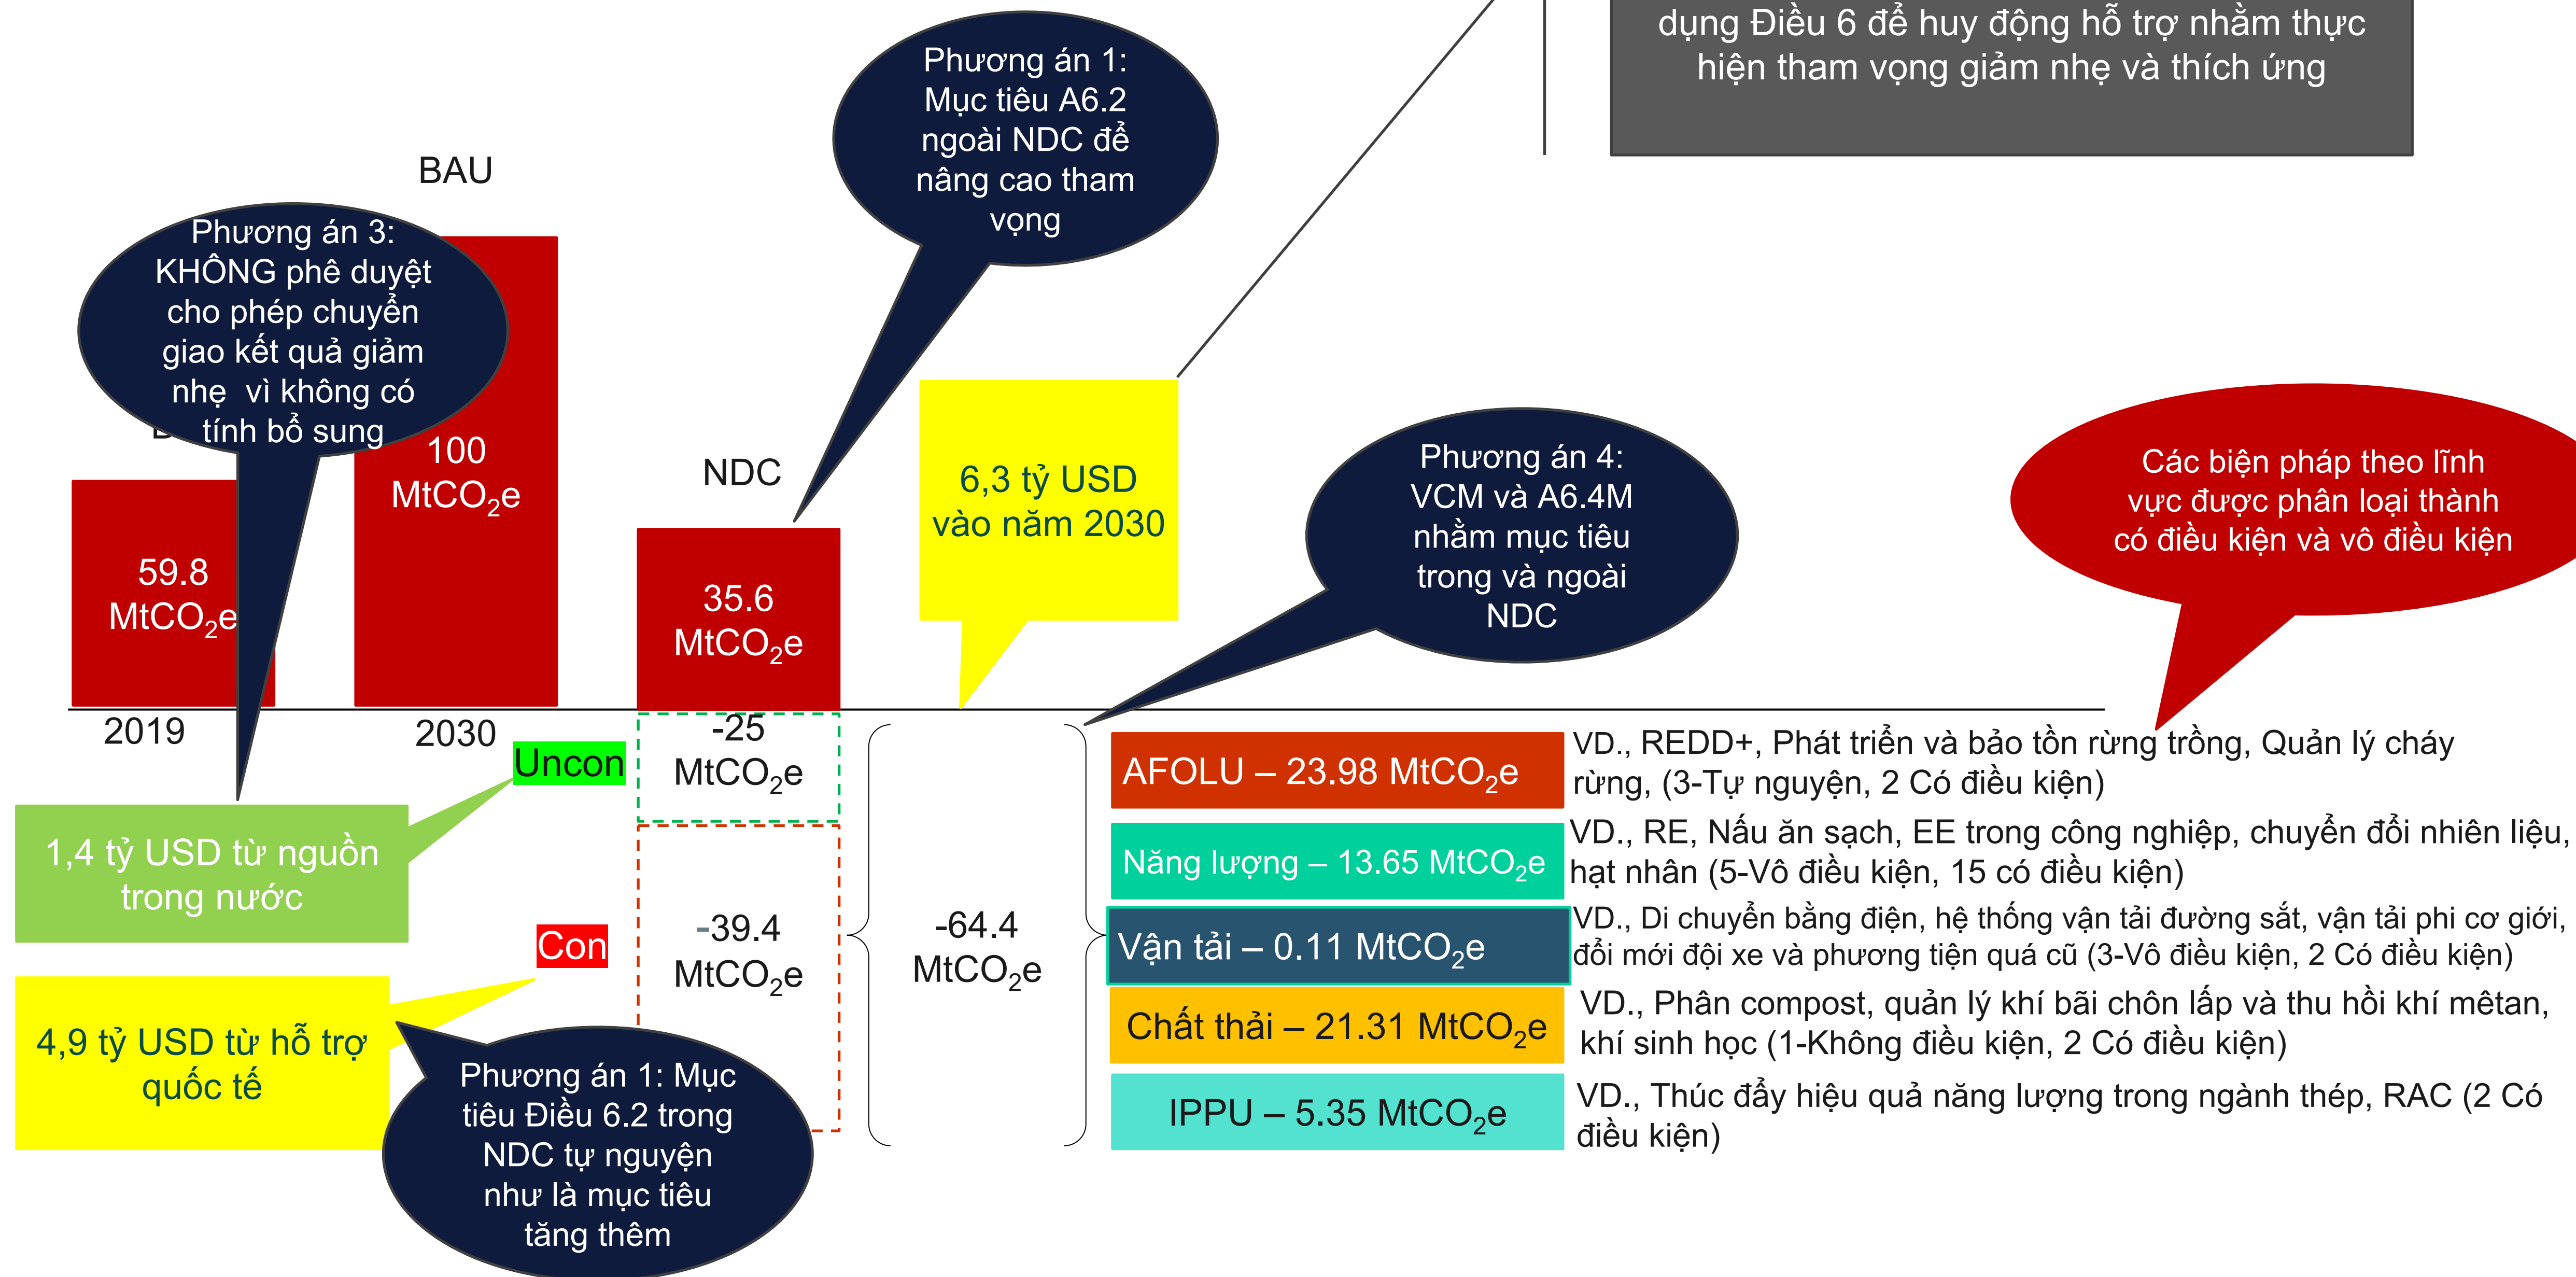 dụng Điều 6 để huy động hỗ trợ nhằm thực
hiện tham vọng giảm nhẹ và thích ứng
Phương án 1:
Mục tiêu A6.2
ngoài NDC để
nâng cao tham
vọng
BAU
Phương án 3:
KHÔNG phê duyệt
cho phép chuyển
giao kết quả giảm
nhẹ vì không có
tính bổ sung
100
MtCO₂e
59.8
MtCO₂e
NDC
35.6
MtCO₂e
6,3 tỷ USD
vào năm 2030
Phương án 4:
VCM và A6.4M
nhằm mục tiêu
trong và ngoài
NDC
Các biện pháp theo lĩnh
vực được phân loại thành
có điều kiện và vô điều kiện
2019
2030
-25
MtCO₂e
Uncon
1,4 tỷ USD từ nguồn
trong nước
Con
-39.4
MtCO₂e
-64.4
MtCO₂e
4,9 tỷ USD từ hỗ trợ
quốc tế
Phương án 1: Mục
tiêu Điều 6.2 trong
NDC tự nguyện
như là mục tiêu
tăng thêm
AFOLU – 23.98 MtCO₂e
VD., REDD+, Phát triển và bảo tồn rừng trồng, Quản lý cháy
rừng, (3-Tự nguyện, 2 Có điều kiện)
Năng lượng – 13.65 MtCO₂e
VD., RE, Nấu ăn sạch, EE trong công nghiệp, chuyển đổi nhiên liệu,
hạt nhân (5-Vô điều kiện, 15 có điều kiện)
Vận tải – 0.11 MtCO₂e
VD., Di chuyển bằng điện, hệ thống vận tải đường sắt, vận tải phi cơ giới,
đổi mới đội xe và phương tiện quá cũ (3-Vô điều kiện, 2 Có điều kiện)
Chất thải – 21.31 MtCO₂e
VD., Phân compost, quản lý khí bãi chôn lấp và thu hồi khí mêtan,
khí sinh học (1-Không điều kiện, 2 Có điều kiện)
IPPU – 5.35 MtCO₂e
VD., Thúc đẩy hiệu quả năng lượng trong ngành thép, RAC (2 Có
điều kiện)